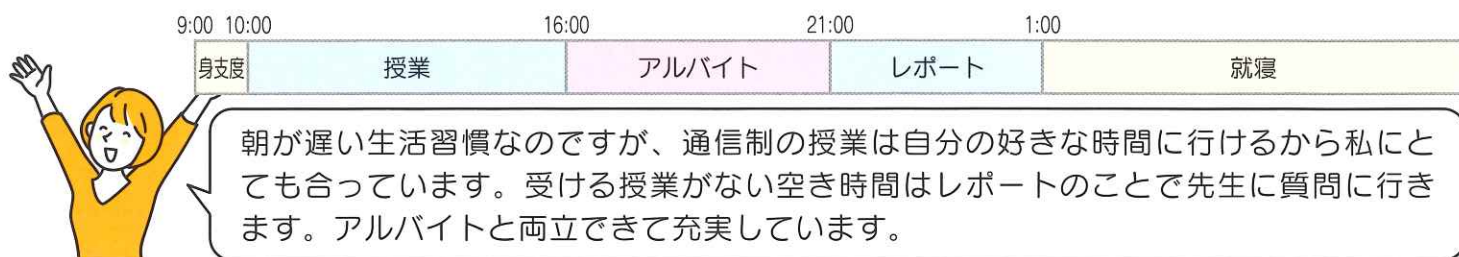 9:00 10:00 16:00 21:00 1:00
身支度 授業 アルバイト レポート 就寝
朝が遅い生活習慣なのですが、通信制の授業は自分の好きな時間に行けるから私にと
ても合っています。受ける授業がない空き時間はレポートのことで先生に質問に行き
ます。アルバイトと両立できて充実しています。